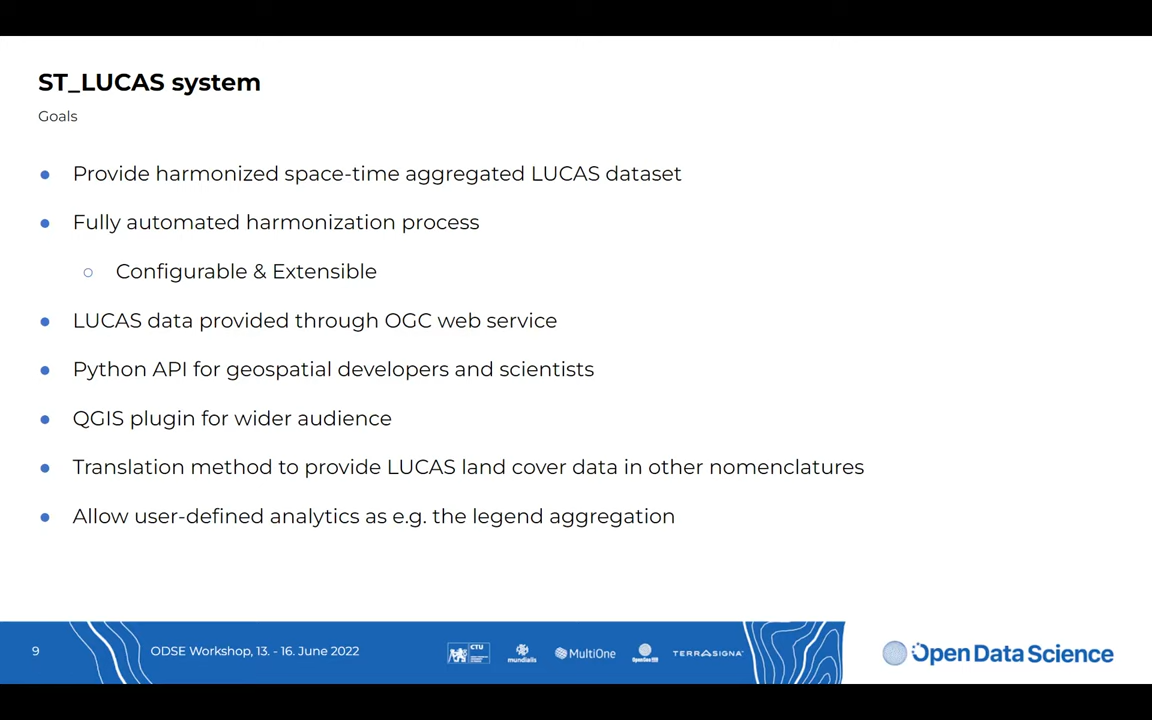 ST_LUCAS system
Goals
● Provide harmonized space-time aggregated LUCAS dataset
● Fully automated harmonization process
○ Configurable & Extensible
● LUCAS data provided through OGC web service
● Python API for geospatial developers and scientists
● QGIS plugin for wider audience
● Translation method to provide LUCAS land cover data in other nomenclatures
● Allow user-defined analytics as e.g. the legend aggregation
9
ODSE Workshop, 13. - 16. June 2022
CTU
mundialis
MultiOne
TERRASIGNA
Open Data Science